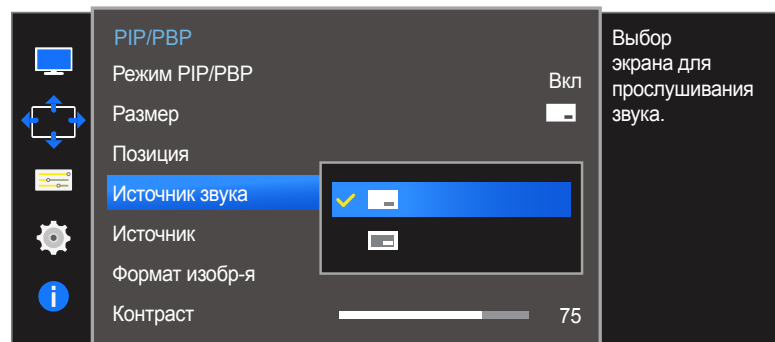 PIP/PBP
Режим PIP/PBP
Вкл
Размер
Позиция
Источник звука
Источник
Формат изобр-я
Контраст
75
Выбор
экрана для
прослушивания
звука.